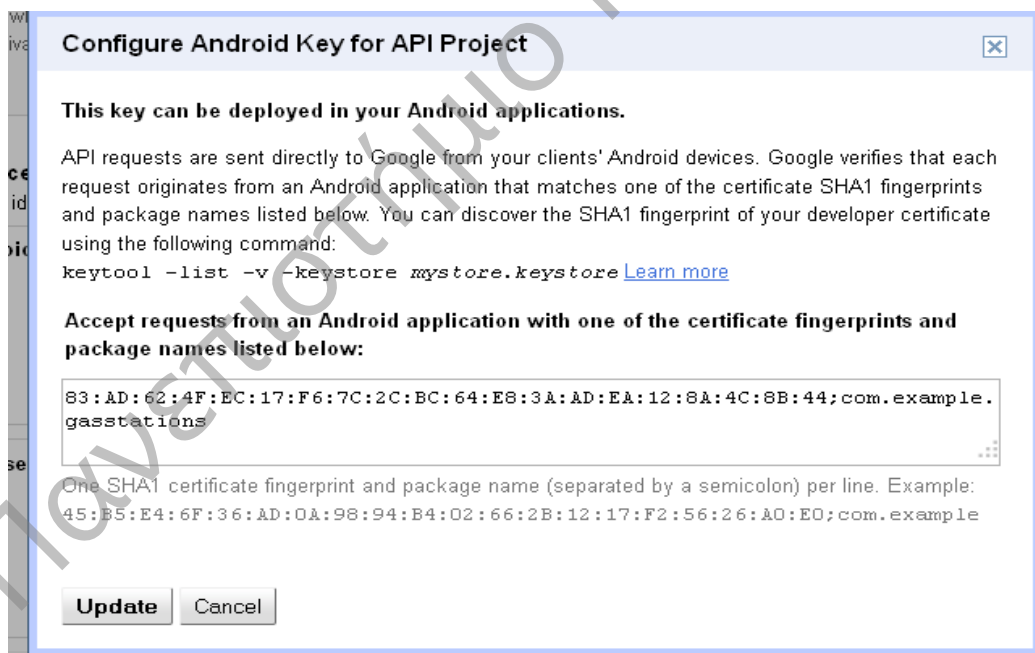 Configure Android Key for API Project
This key can be deployed in your Android applications.
API requests are sent directly to Google from your clients' Android devices. Google verifies that each
request originates from an Android application that matches one of the certificate SHA1 fingerprints
and package names listed below. You can discover the SHA1 fingerprint of your developer certificate
using the following command:
keytool -list -v -keystore mystore.keystore Learn more
Accept requests from an Android application with one of the certificate fingerprints and
package names listed below:
83:AD:62:4F:EC:17:F6:7C:2C:BC:64:E8:3A:AD:EA:12:8A:4C:8B:44;com.example.
gasstations
One SHA1 certificate fingerprint and package name (separated by a semicolon) per line. Example:
45:B5:E4:6F:36:AD:0A:98:94:B4:02:66:2B:12:17:F2:56:26:A0:E0;com.example
Update Cancel
Πανεπιστήμιο